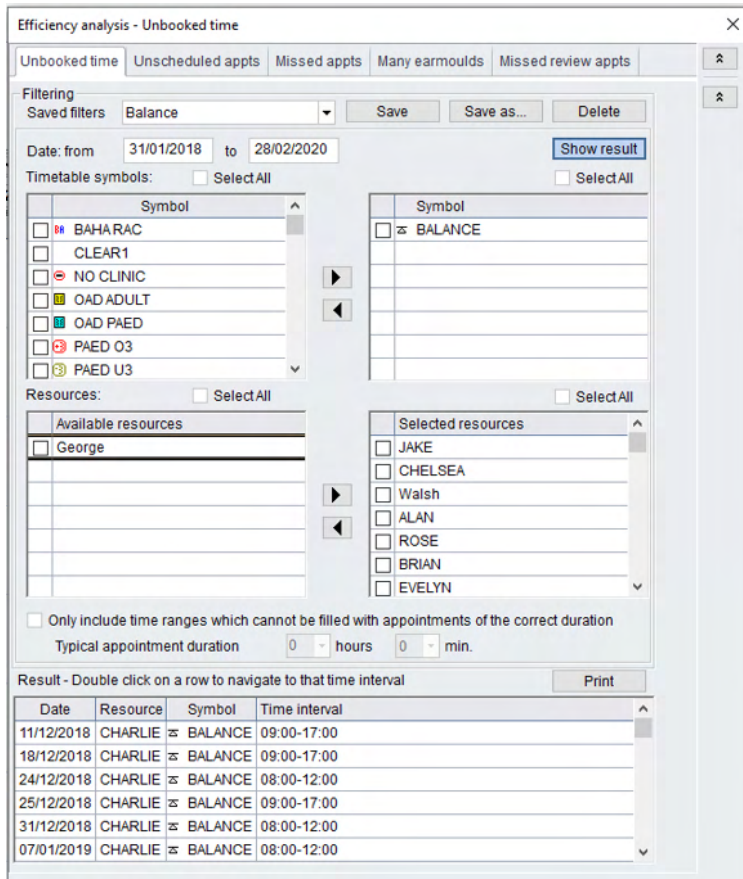 Efficiency analysis - Unbooked time
Unbooked time Unscheduled appts Missed appts Many earmoulds Missed review appts
Filtering
Saved filters Balance Save Save as... Delete
Date: from 31/01/2018 to 28/02/2020 Show result
Timetable symbols: Select All Select All
Symbol Symbol
BA BAHA RAC BALANCE
CLEAR1
NO CLINIC
OAD ADULT
OAD PAED
PAED O3
PAED U3
Resources: Select All Select All
Available resources Selected resources
George JAKE
CHELSEA
Walsh
ALAN
ROSE
BRIAN
EVELYN
Only include time ranges which cannot be filled with appointments of the correct duration
Typical appointment duration 0 hours 0 min.
Result - Double click on a row to navigate to that time interval Print
Date Resource Symbol Time interval
11/12/2018 CHARLIE BALANCE 09:00-17:00
18/12/2018 CHARLIE BALANCE 09:00-17:00
24/12/2018 CHARLIE BALANCE 08:00-12:00
25/12/2018 CHARLIE BALANCE 09:00-17:00
31/12/2018 CHARLIE BALANCE 08:00-12:00
07/01/2019 CHARLIE BALANCE 08:00-12:00